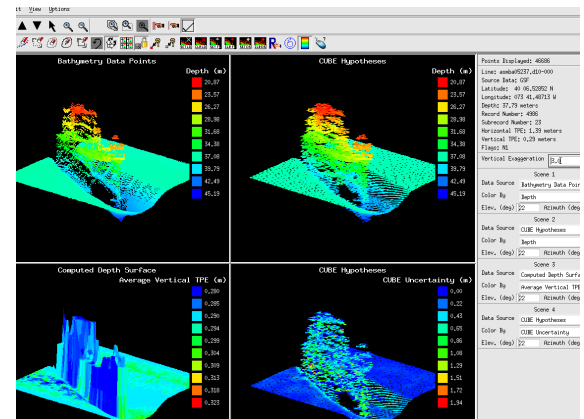 it View Options
Bathymetry Data Points
Depth (m)
20,87
23,57
26,27
28,98
31,68
34,38
37,08
39,79
42,49
45,19
CUBE Hypotheses
Depth (m)
20,87
23,57
26,27
28,98
31,68
34,38
37,08
39,79
42,49
45,19
Computed Depth Surface
Average Vertical TPE (m)
0,280
0,285
0,290
0,294
0,299
0,304
0,309
0,313
0,318
0,323
CUBE Hypotheses
CUBE Uncertainty (m)
0,00
0,22
0,43
0,65
0,86
1,08
1,29
1,51
1,72
1,94
Points Displayed: 46686
Line: asmba05237,d10-000
Source Data: GSF
Latitude: 40 06,52852 N
Longitude: 073 41,48713 W
Depth: 37,79 meters
Record Number: 4986
Subrecord Number: 23
Horizontal TPE: 1,39 meters
Vertical TPE: 0,29 meters
Flags: N1
Vertical Exaggeration
Scene 1
Data Source Bathymetry Data Poin
Color By Depth
Elev. (deg) 22 Azimuth (deg
Scene 2
Data Source CUBE Hypotheses
Color By Depth
Elev. (deg) 22 Azimuth (deg
Scene 3
Data Source Computed Depth Surfa
Color By Average Vertical TPE
Elev. (deg) 22 Azimuth (deg
Scene 4
Data Source CUBE Hypotheses
Color By CUBE Uncertainty
Elev. (deg) 22 Azimuth (deg